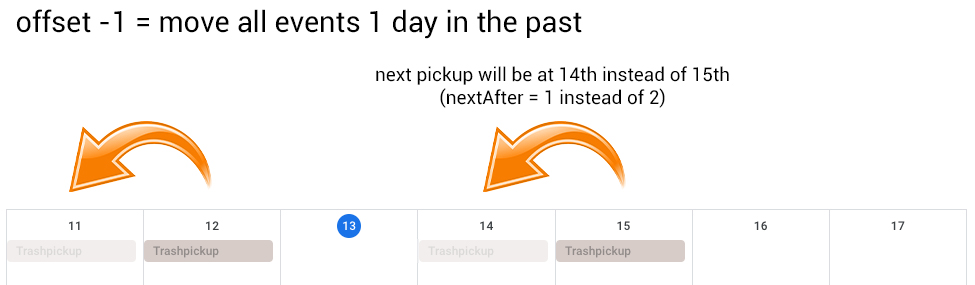 offset -1 = move all events 1 day in the past
next pickup will be at 14th instead of 15th
(nextAfter = 1 instead of 2)
11 12 13 14 15 16 17
Trashpickup Trashpickup Trashpickup Trashpickup